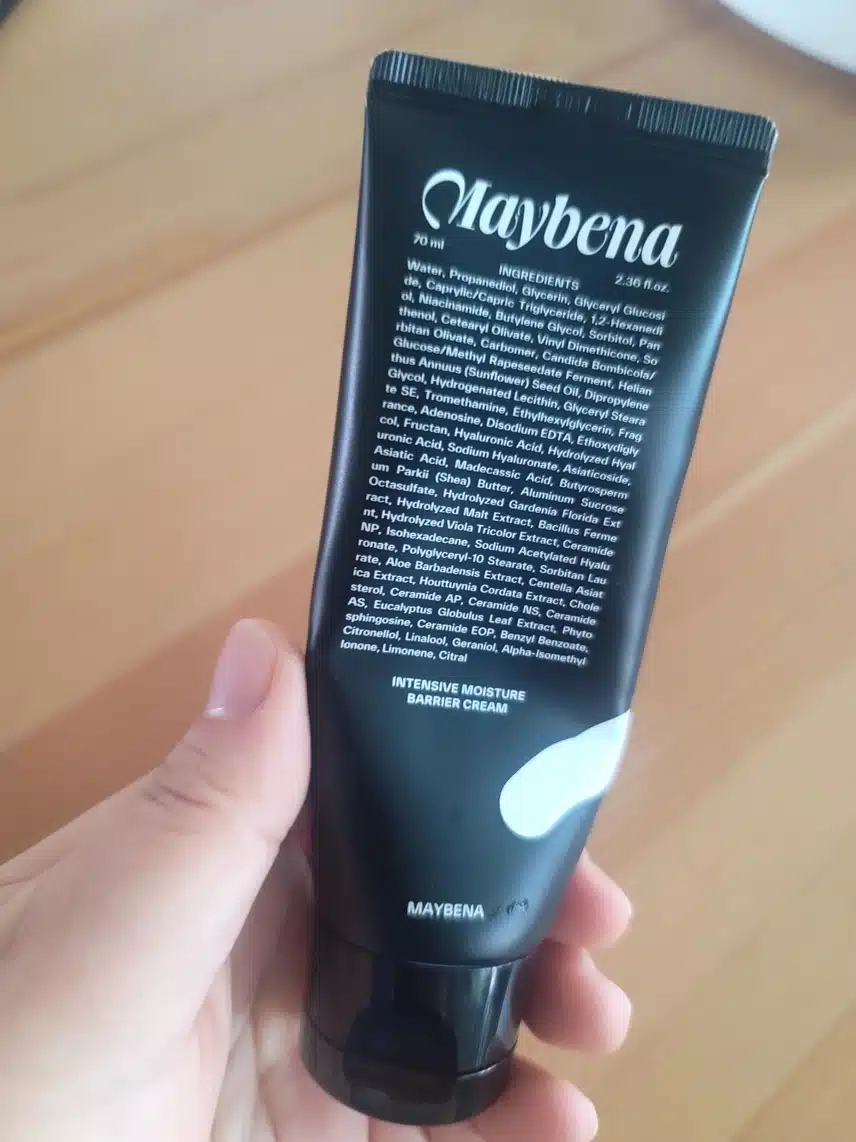 Maybena
70 ml
INGREDIENTS
2.36 fl.oz.
Water, Propanediol, Glycerin, Glyceryl Glucosi
de, Caprylic/Capric Triglyceride, 1,2-Hexanedi
ol, Niacinamide, Butylene Glycol, Sorbitol, Pan
thenol, Cetearyl Olivate, Vinyl Dimethicone, So
rbitan Olivate, Carbomer, Candida Bombicola/
Glucose/Methyl Rapeseedate Ferment, Helian
thus Annuus (Sunflower) Seed Oil, Dipropylene
Glycol, Hydrogenated Lecithin, Glyceryl Steara
te SE, Tromethamine, Ethylhexylglycerin, Frag
rance, Adenosine, Disodium EDTA, Ethoxydigly
col, Fructan, Hyaluronic Acid, Hydrolyzed Hyal
uronic Acid, Sodium Hyaluronate, Asiaticoside,
Asiatic Acid, Madecassic Acid, Butyrosperm
um Parkii (Shea) Butter, Aluminum Sucrose
Octasulfate, Hydrolyzed Gardenia Florida Ext
ract, Hydrolyzed Malt Extract, Bacillus Ferme
nt, Hydrolyzed Viola Tricolor Extract, Ceramide
NP, Isohexadecane, Sodium Acetylated Hyalu
ronate, Polyglyceryl-10 Stearate, Sorbitan Lau
rate, Aloe Barbadensis Extract, Centella Asiat
ica Extract, Houttuynia Cordata Extract, Chole
sterol, Ceramide AP, Ceramide NS, Ceramide
AS, Eucalyptus Globulus Leaf Extract, Phyto
sphingosine, Ceramide EOP, Benzyl Benzoate,
Citronellol, Linalool, Geraniol, Alpha-Isomethyl
Ionone, Limonene, Citral
INTENSIVE MOISTURE
BARRIER CREAM
MAYBENA